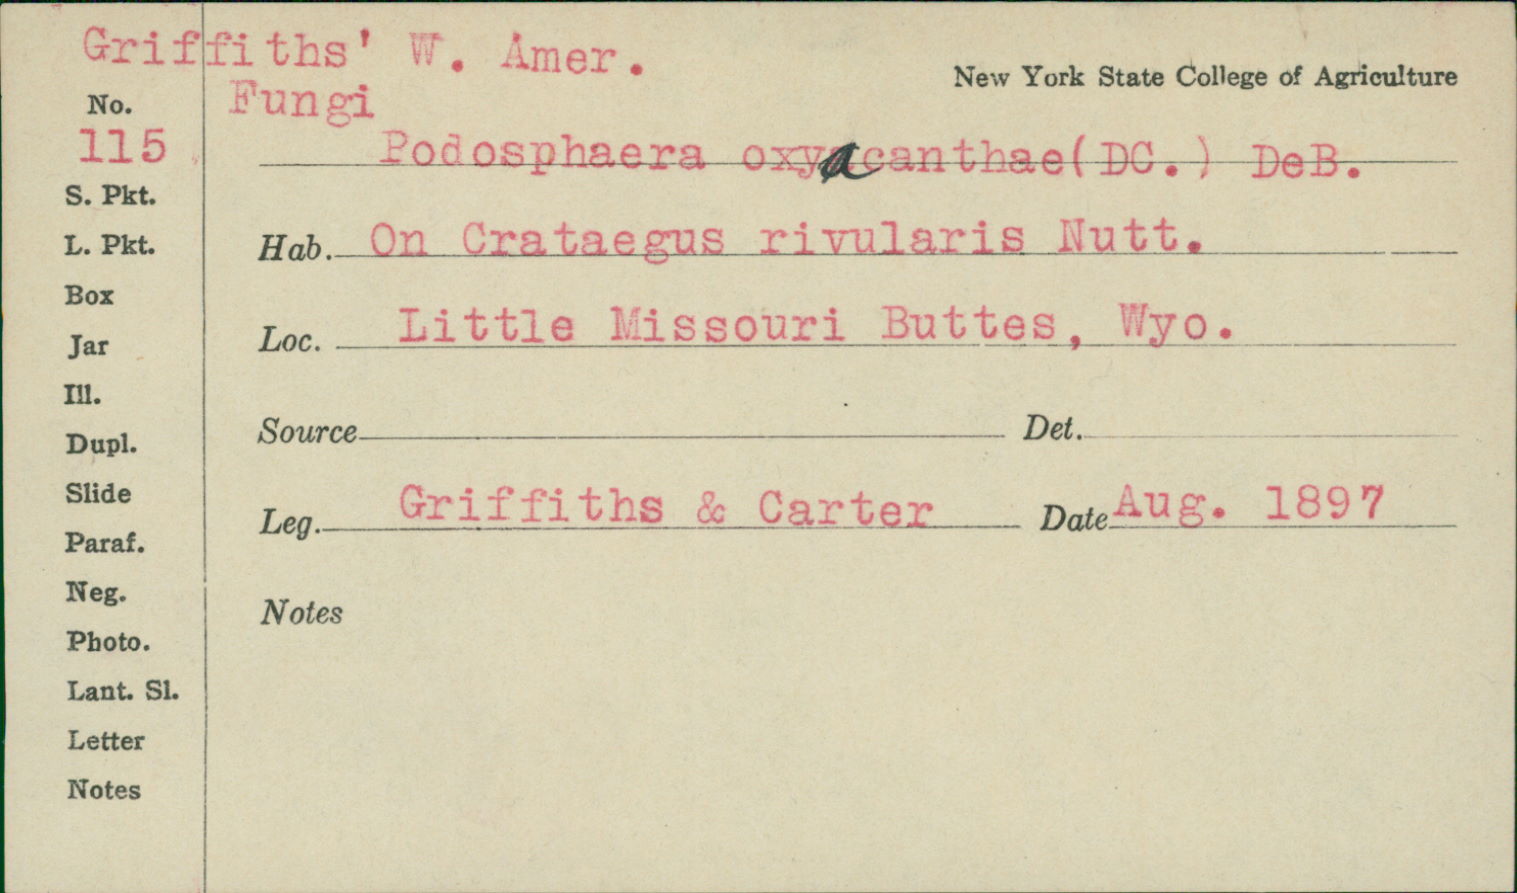 Griffiths' W. Amer.
New York State College of Agriculture
No. Fungi
115 Podosphaera oxyacanthae(DC.) DeB.
S. Pkt.
L. Pkt. Hab. On Crataegus rivularis Nutt.
Box
Jar Loc. Little Missouri Buttes, Wyo.
Ill.
Dupl. Source Det.
Slide
Leg. Griffiths & Carter Date Aug. 1897
Paraf.
Neg.
Notes
Photo.
Lant. Sl.
Letter
Notes